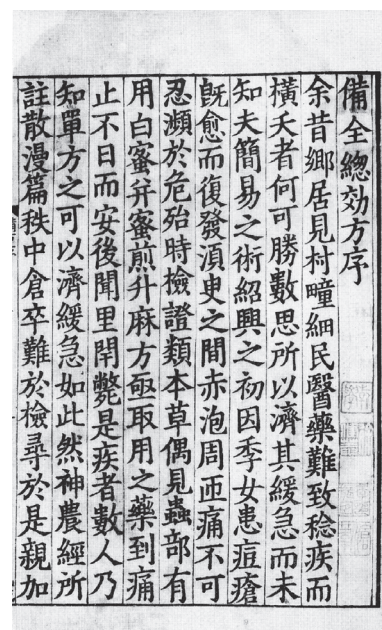 備全緫効方序
余昔鄉居見村疃細民醫藥難致稔疾而
橫夭者何可勝數思所以濟其緩急而未
知夫簡易之術紹興之初因季女患痘瘡
旣愈而復發湏臾之間赤泡周匝痛不可
忍瀕於危殆時檢證類本草偶見蟲部有
用白蜜幷蜜煎升麻方亟取用之藥到痛
止不日而安後聞里閈斃是疾者數人乃
知單方之可以濟緩急如此然神農經所
註散漫篇秩中倉卒難於檢尋於是親加